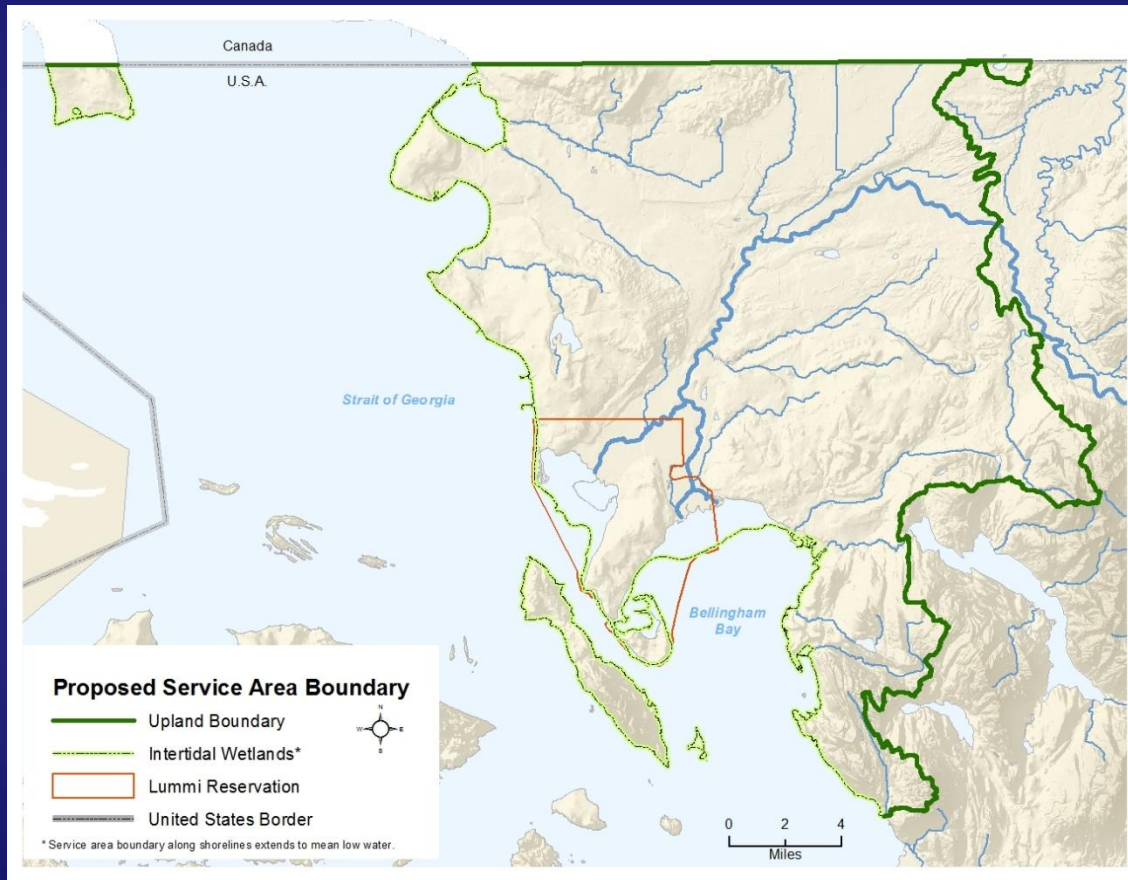 Canada
U.S.A.
Strait of Georgia
Bellingham
Bay
Proposed Service Area Boundary
Upland Boundary
N
W E
S
Intertidal Wetlands*
Lummi Reservation
United States Border
* Service area boundary along shorelines extends to mean low water.
0 2 4
Miles